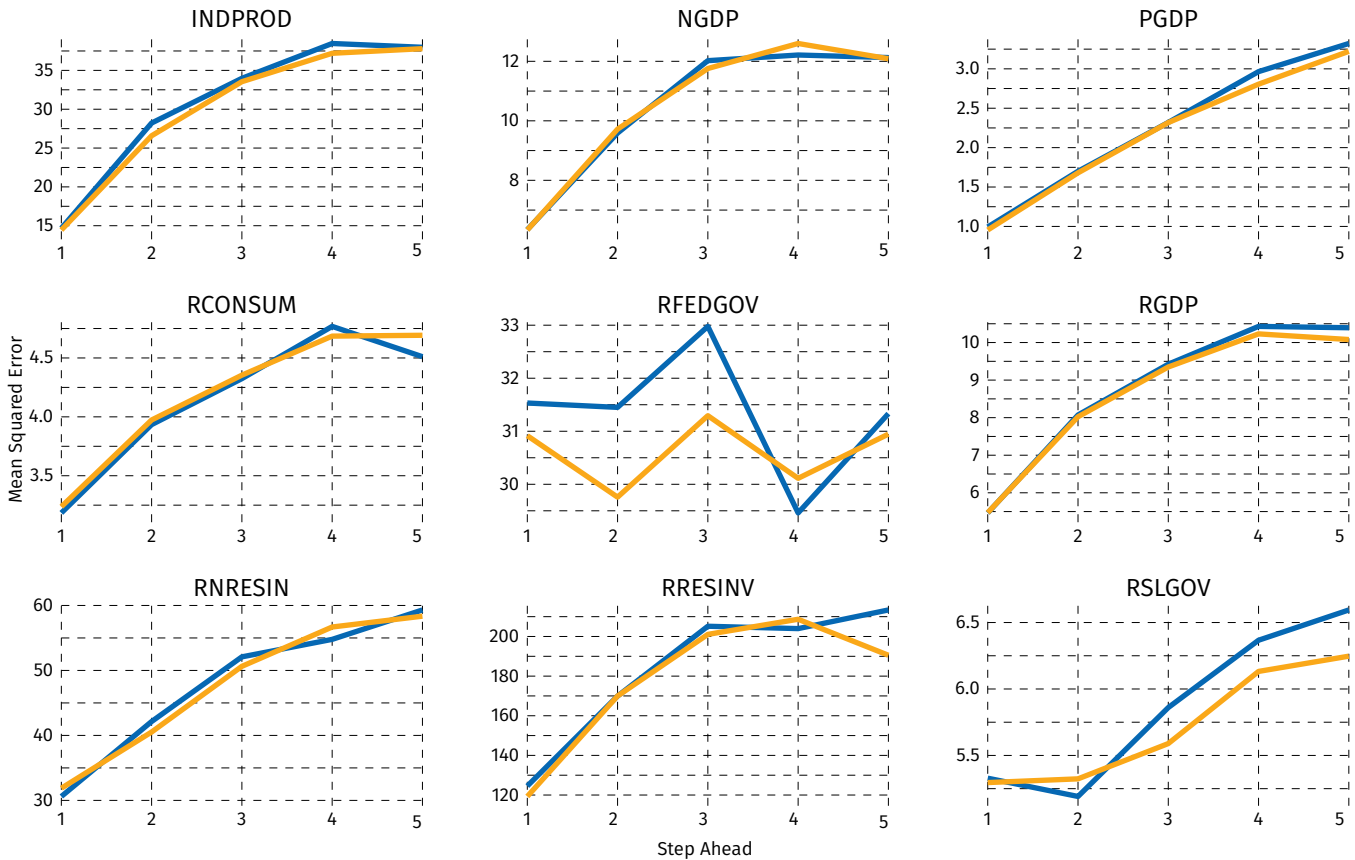 INDPROD
35
30
25
20
15
1 2 3 4 5
NGDP
12
10
8
1 2 3 4 5
PGDP
3.0
2.5
2.0
1.5
1.0
1 2 3 4 5
Mean Squared Error
RCONSUM
4.5
4.0
3.5
1 2 3 4 5
RFEDGOV
33
32
31
30
1 2 3 4 5
RGDP
10
9
8
7
6
1 2 3 4 5
RNRESIN
60
50
40
30
1 2 3 4 5
RRESINV
200
180
160
140
120
1 2 3 4 5
RSLGOV
6.5
6.0
5.5
1 2 3 4 5
Step Ahead